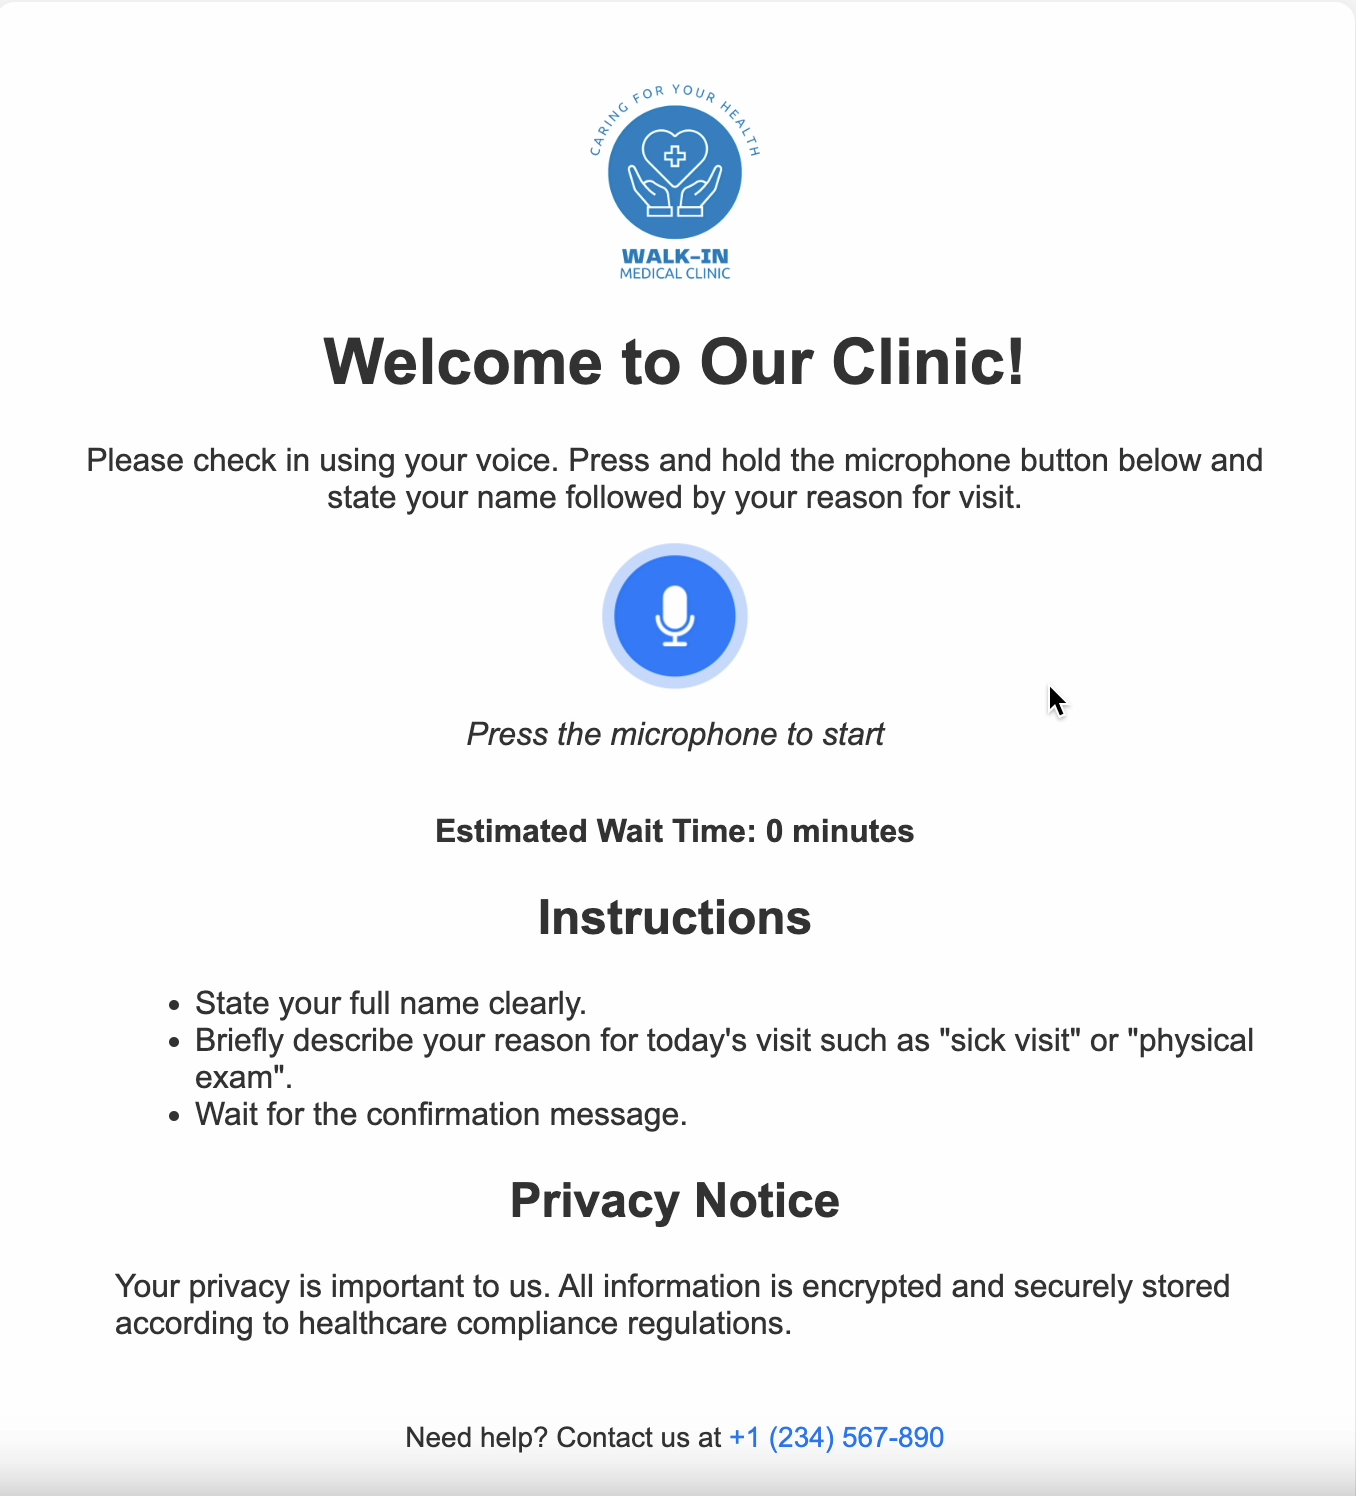 CARING FOR YOUR HEALTH
WALK-IN
MEDICAL CLINIC
Welcome to Our Clinic!
Please check in using your voice. Press and hold the microphone button below and
state your name followed by your reason for visit.
Press the microphone to start
Estimated Wait Time: 0 minutes
Instructions
• State your full name clearly.
• Briefly describe your reason for today's visit such as "sick visit" or "physical
exam".
• Wait for the confirmation message.
Privacy Notice
Your privacy is important to us. All information is encrypted and securely stored
according to healthcare compliance regulations.
Need help? Contact us at +1 (234) 567-890